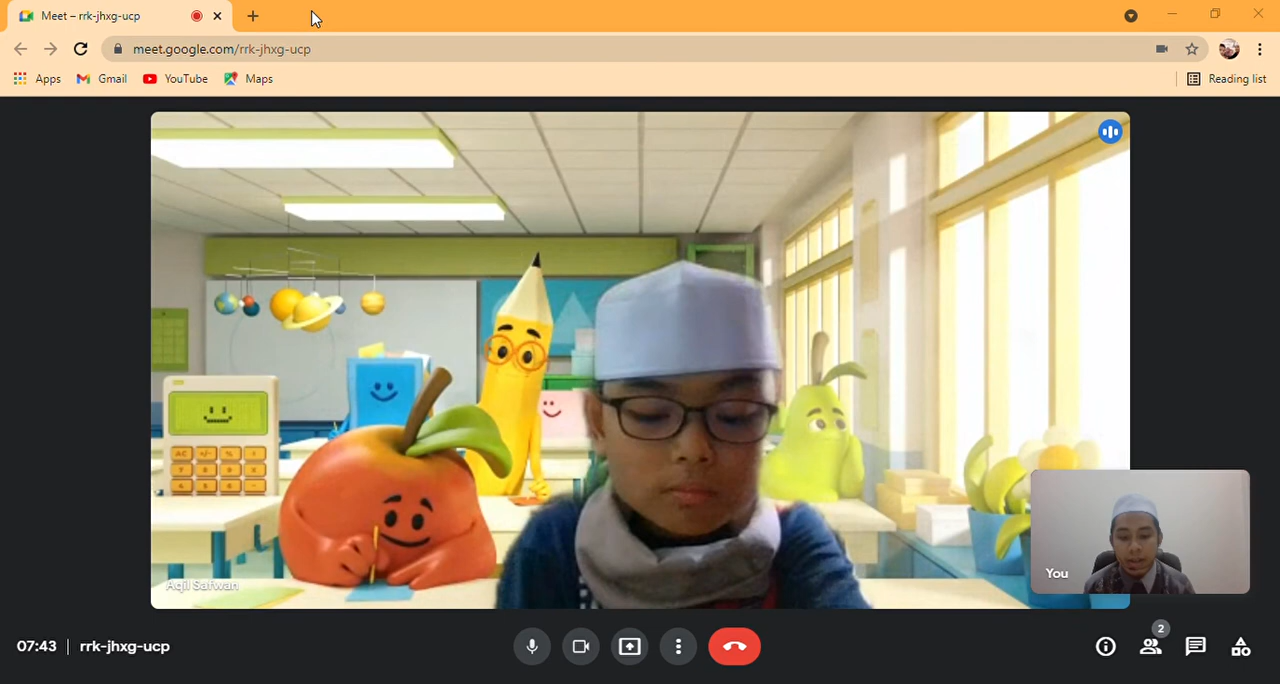 Meet – rrk-jhxg-ucp
meet.google.com/rrk-jhxg-ucp
Apps Gmail YouTube Maps Reading list
Aqil Safwan
You
07:43 | rrk-jhxg-ucp
2